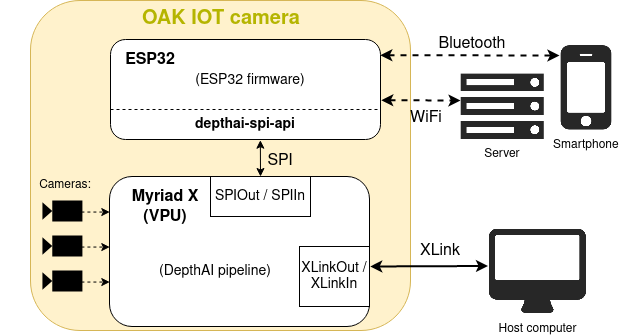 OAK IOT camera
ESP32
(ESP32 firmware)
depthai-spi-api
Bluetooth
WiFi
Server
Smartphone
SPI
Cameras:
Myriad X
(VPU)
SPIOut / SPIIn
(DepthAI pipeline)
XLinkOut /
XLinkIn
XLink
Host computer